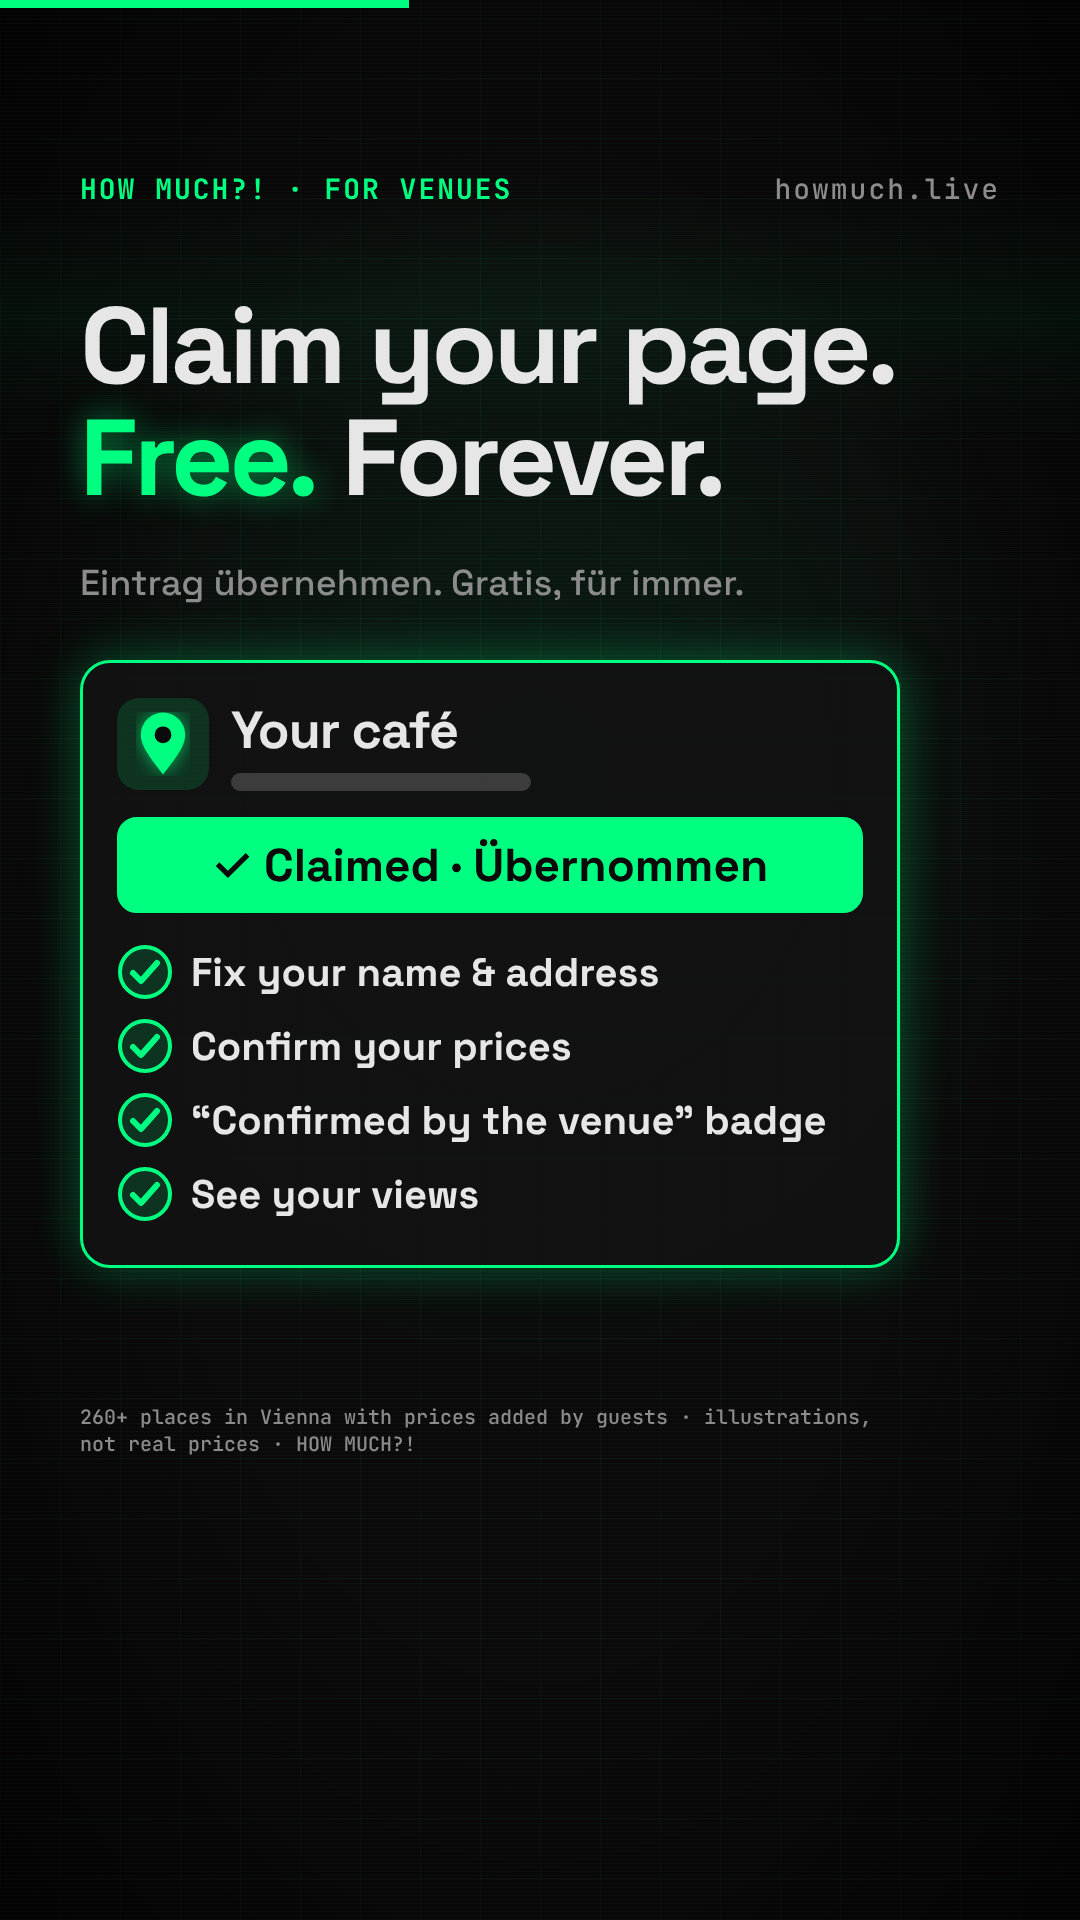 HOW MUCH?! · FOR VENUES
howmuch.live
Claim your page.
Free. Forever.
Eintrag übernehmen. Gratis, für immer.
Your café
✓ Claimed · Übernommen
Fix your name & address
Confirm your prices
“Confirmed by the venue” badge
See your views
260+ places in Vienna with prices added by guests · illustrations,
not real prices · HOW MUCH?!